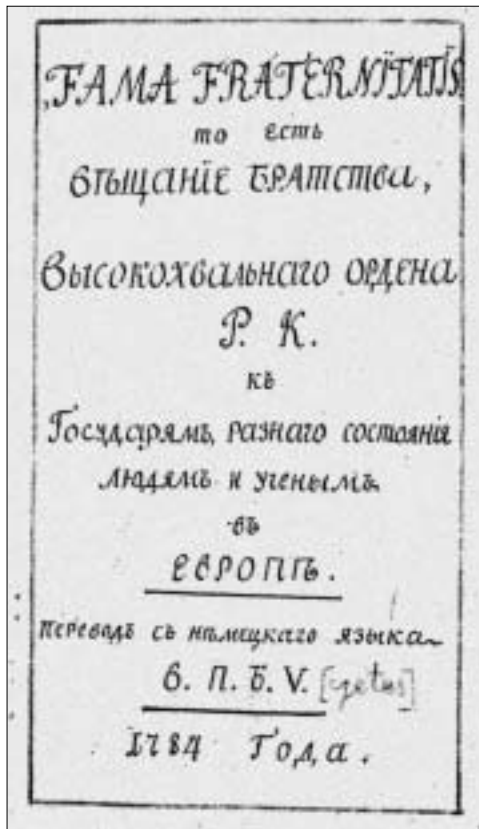 FAMA FRATERNITATIS
то есть
вѣщаніе братства,
Высокохвальнаго ордена
Р. К.
къ
Государямъ, разнаго состоянія
людямъ и ученымъ
въ
Европѣ.
Переводъ съ нѣмецкаго языка
в. П. Б. V.
1784 Года.